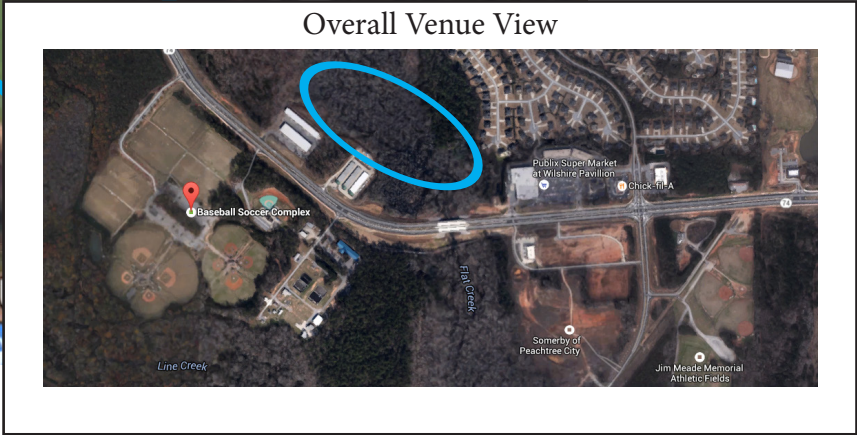 Overall Venue View
74
Publix Super Market
at Wilshire Pavillion
Chick-fil-A
Baseball Soccer Complex
74
Flat Creek
Somerby of
Peachtree City
Line Creek
Jim Meade Memorial
Athletic Fields